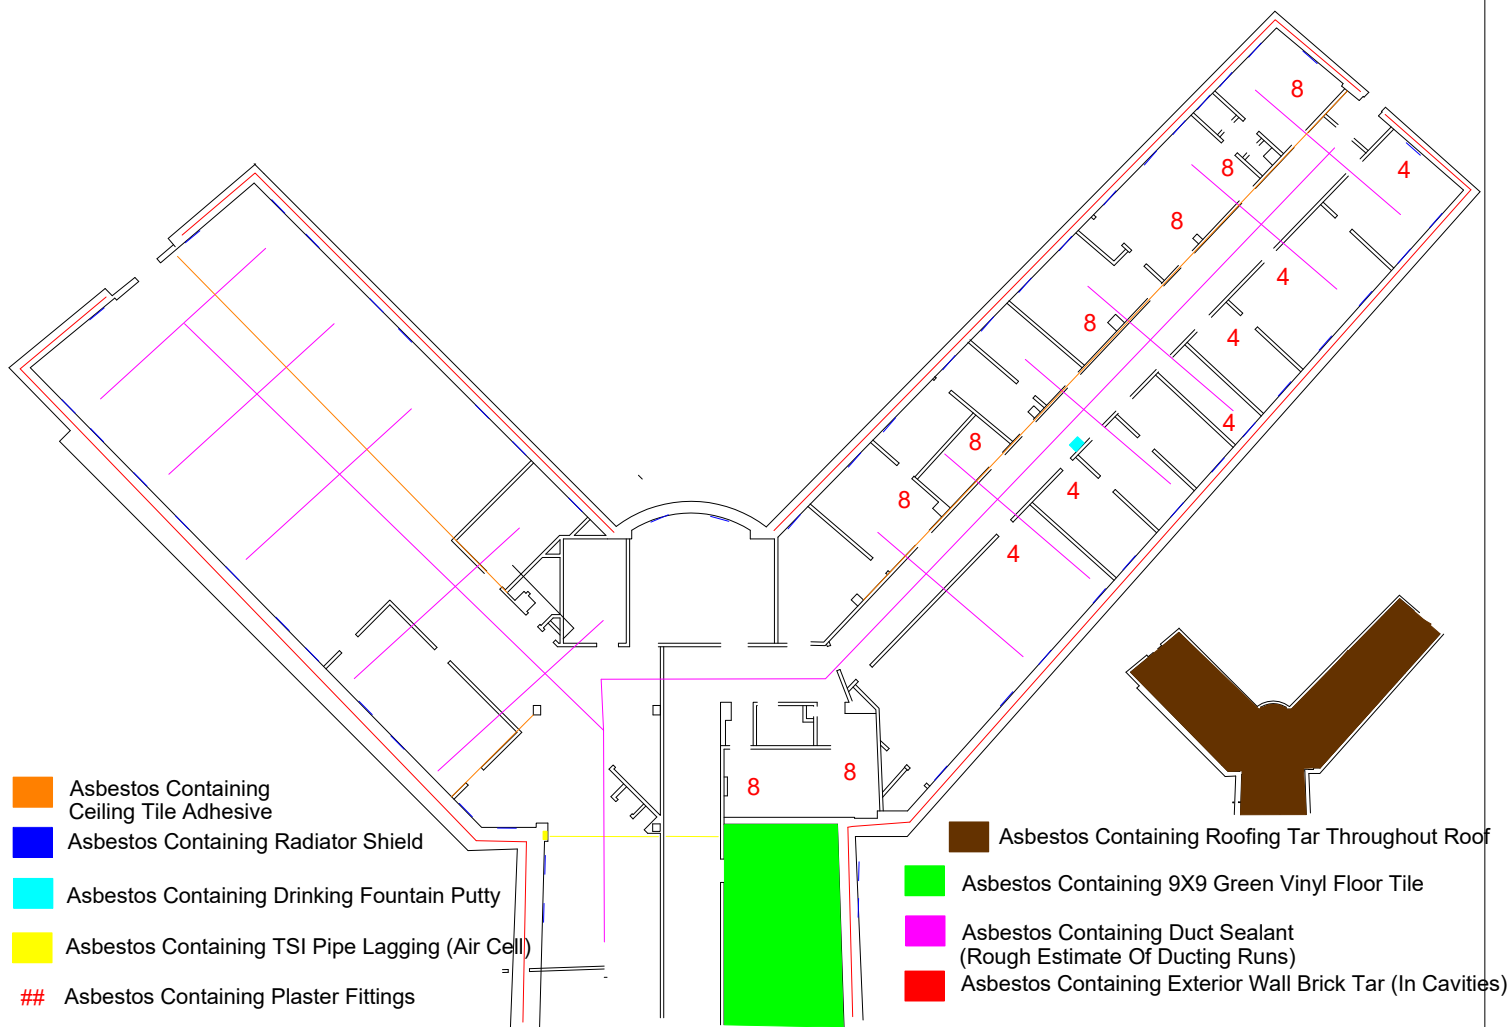 8
4
8
8
4
8
4
4
8
8
4
4
8
8
Asbestos Containing
Ceiling Tile Adhesive
Asbestos Containing Radiator Shield
Asbestos Containing Drinking Fountain Putty
Asbestos Containing TSI Pipe Lagging (Air Cell)
## Asbestos Containing Plaster Fittings
Asbestos Containing Roofing Tar Throughout Roof
Asbestos Containing 9X9 Green Vinyl Floor Tile
Asbestos Containing Duct Sealant
(Rough Estimate Of Ducting Runs)
Asbestos Containing Exterior Wall Brick Tar (In Cavities)